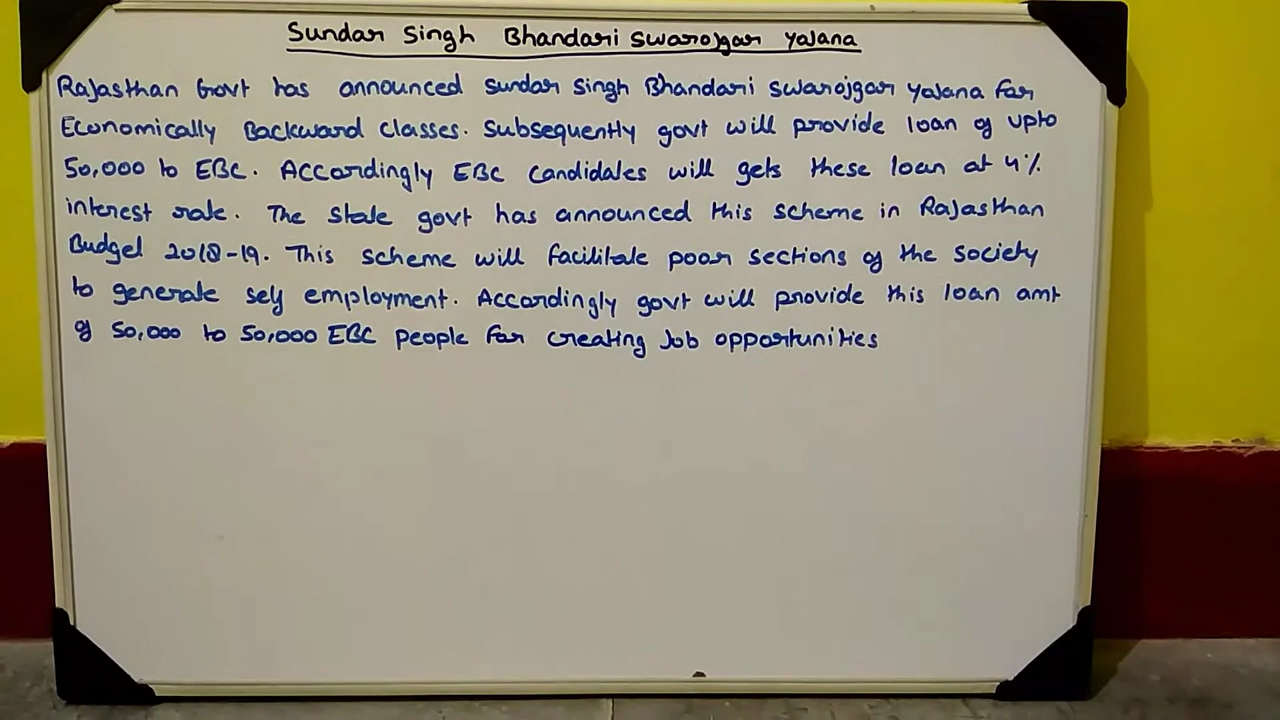 Sundar Singh Bhandari Swarojgar Yojana
Rajasthan Govt has announced Sundar Singh Bhandari Swarojgar Yojana for
Economically Backward Classes. Subsequently govt will provide loan of upto
50,000 to EBC. Accordingly EBC candidates will gets these loan at 4%
interest rate. The State govt has announced this scheme in Rajasthan
Budget 2018-19. This scheme will facilitate poor sections of the society
to generate self employment. Accordingly govt will provide this loan amt
of 50,000 to 50,000 EBC people for creating Job opportunities